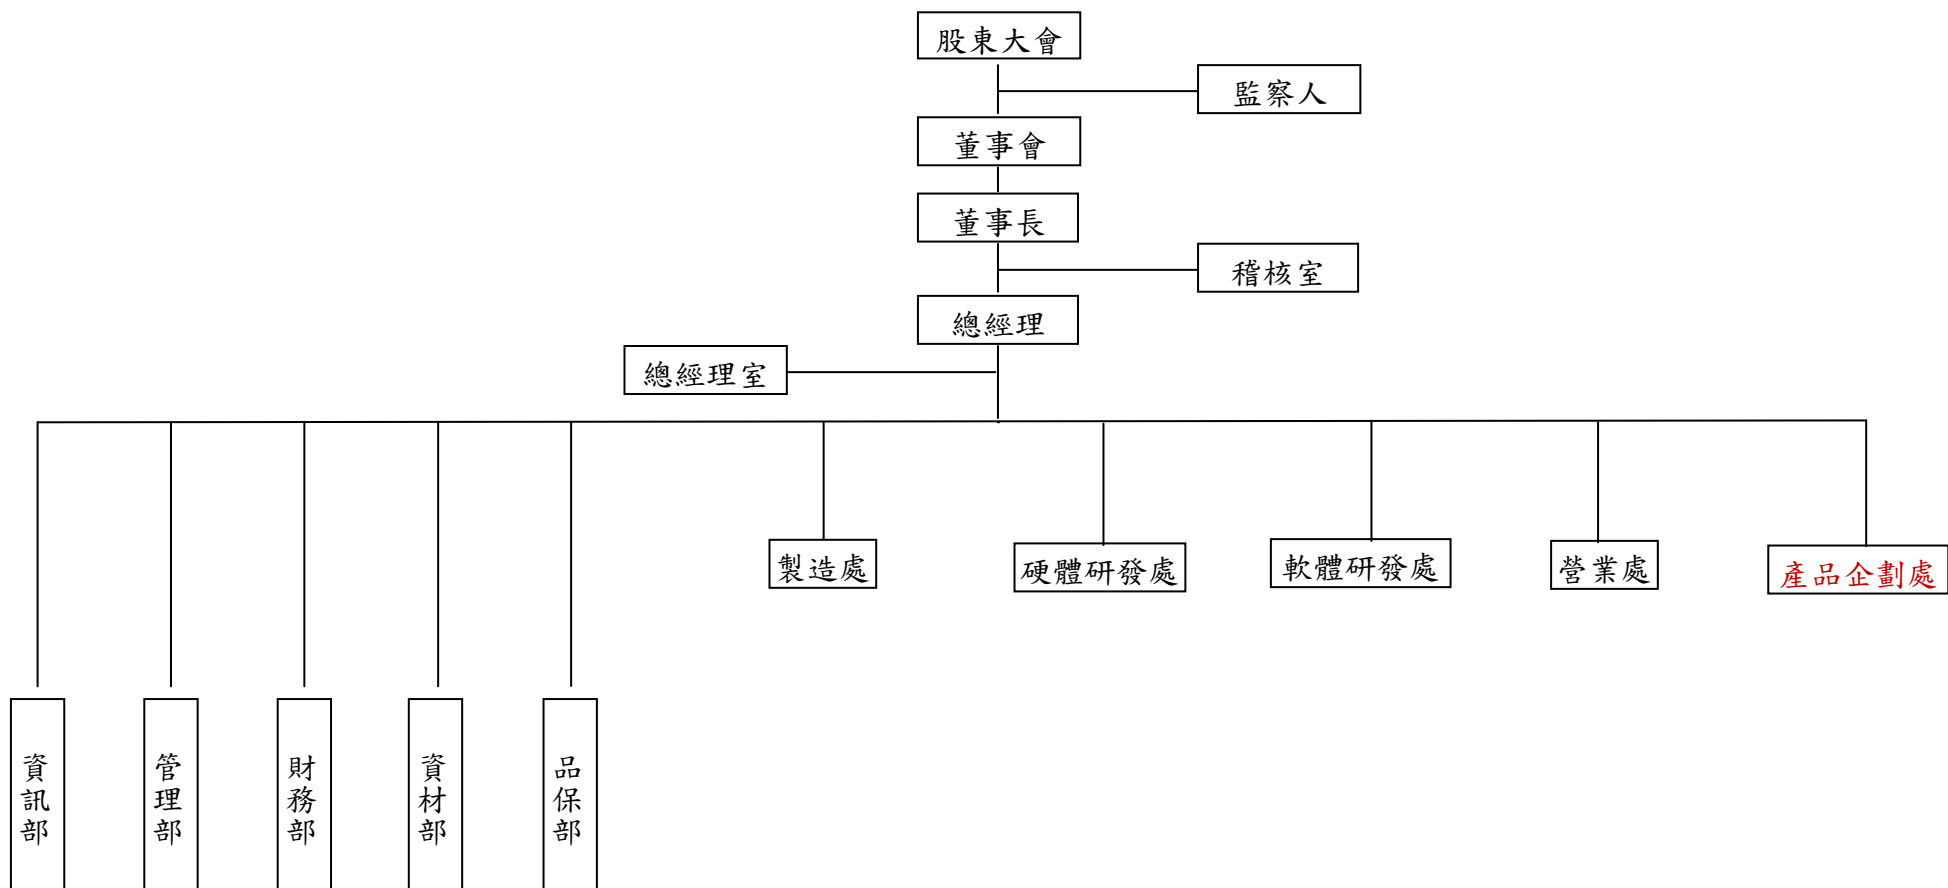 股東大會
監察人
董事會
董事長
稽核室
總經理
總經理室
製造處
硬體研發處
軟體研發處
營業處
產品企劃處
資訊部
管理部
財務部
資材部
品保部